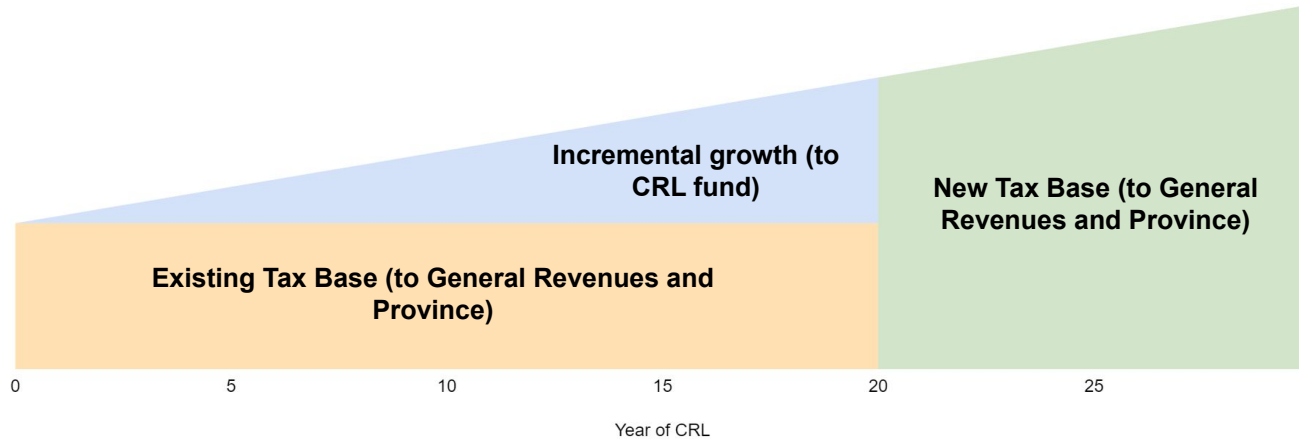 Incremental growth (to
CRL fund)
New Tax Base (to General
Revenues and Province)
Existing Tax Base (to General Revenues and
Province)
0 5 10 15 20 25
Year of CRL